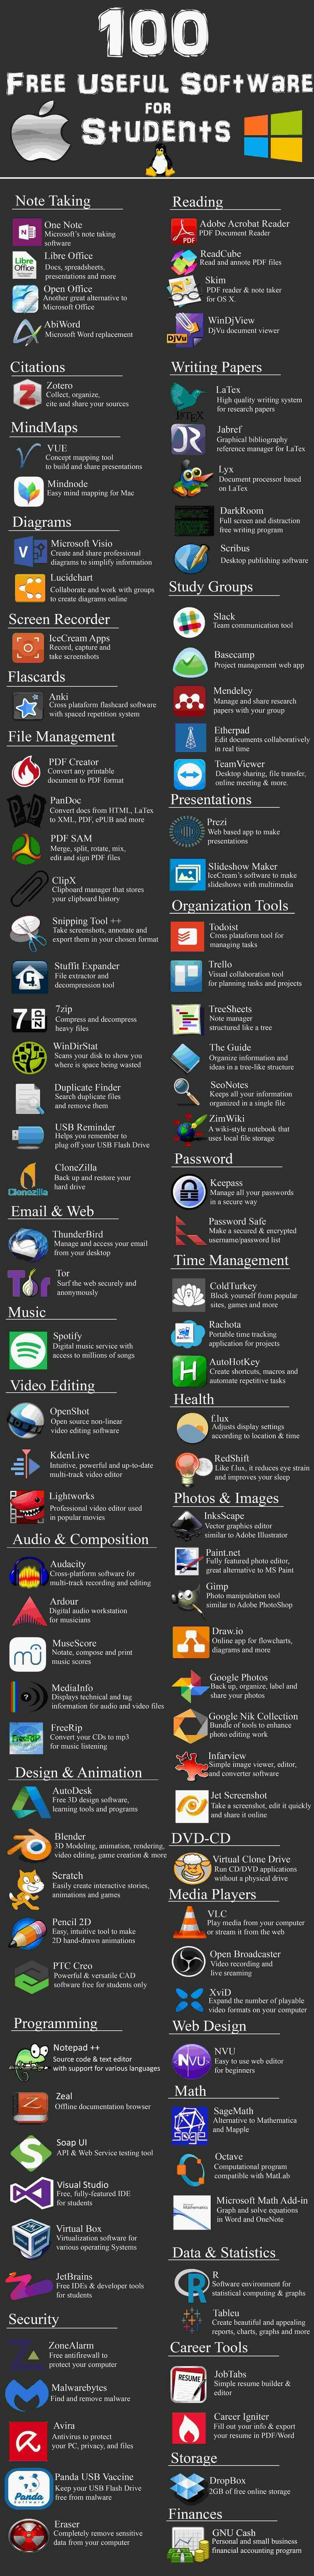 100
FREE USEFUL SOFTWARE
FOR
STUDENTS
Note Taking
One Note
Microsoft's note taking
software
Libre Office
Docs, spreadsheets,
presentations and more
Open Office
Another great alternative to
Microsoft Office
AbiWord
Microsoft Word replacement
Citations
Zotero
Collect, organize,
cite and share your sources
MindMaps
VUE
Concept mapping tool
to build and share presentations
Mindnode
Easy mind mapping for Mac
Diagrams
Microsoft Visio
Create and share professional
diagrams to simplify information
Lucidchart
Collaborate and work with groups
to create diagrams online
Screen Recorder
IceCream Apps
Record, capture and
take screenshots
Flascards
Anki
Cross plataform flashcard software
with spaced repetition system
File Management
PDF Creator
Convert any printable
document to PDF format
PanDoc
Convert docs from HTML, LaTex
to XML, PDF, ePUB and more
PDF SAM
Merge, split, rotate, mix,
edit and sign PDF files
ClipX
Clipboard manager that stores
your clipboard history
Snipping Tool ++
Take screenshots, annotate and
export them in your chosen format
Stuffit Expander
File extractor and
decompression tool
7zip
Compress and decompress
heavy files
WinDirStat
Scans your disk to show you
where is space being wasted
Duplicate Finder
Search duplicate files
and remove them
USB Reminder
Helps you remember to
plug off your USB Flash Drive
CloneZilla
Back up and restore your
hard drive
Email & Web
ThunderBird
Manage and access your email
from your desktop
Tor
Surf the web securely and
anonymously
Music
Spotify
Digital music service with
access to millions of songs
Video Editing
OpenShot
Open source non-linear
video editing software
KdenLive
Intuitive, powerful and up-to-date
multi-track video editor
Lightworks
Professional video editor used
in popular movies
Audio & Composition
Audacity
Cross-platform software for
multi-track recording and editing
Ardour
Digital audio workstation
for musicians
MuseScore
Notate, compose and print
music scores
MediaInfo
Displays technical and tag
information for audio and video files
FreeRip
Convert your CDs to mp3
for music listening
Design & Animation
AutoDesk
Free 3D design software,
learning tools and programs
Blender
3D Modeling, animation, rendering,
video editing, game creation & more
Scratch
Easily create interactive stories,
animations and games
Pencil 2D
Easy, intuitive tool to make
2D hand-drawn animations
PTC Creo
Powerful & versatile CAD
software free for students only
Programming
Notepad ++
Source code & text editor
with support for various languages
Zeal
Offline documentation browser
Soap UI
API & Web Service testing tool
Visual Studio
Free, fully-featured IDE
for students
Virtual Box
Virtualization software for
various operating Systems
JetBrains
Free IDEs & developer tools
for students
Security
ZoneAlarm
Free antifirewall to
protect your computer
Malwarebytes
Find and remove malware
Avira
Antivirus to protect
your PC, privacy, and files
Panda USB Vaccine
Keep your USB Flash Drive
free from malware
Eraser
Completely remove sensitive
data from your computer
Reading
Adobe Acrobat Reader
PDF Document Reader
ReadCube
Read and annote PDF files
Skim
PDF reader & note taker
for OS X.
WinDjView
DjVu document viewer
Writing Papers
LaTex
High quality writing system
for research papers
Jabref
Graphical bibliography
reference manager for LaTex
Lyx
Document processor based
on LaTex
DarkRoom
Full screen and distraction
free writing program
Scribus
Desktop publishing software
Study Groups
Slack
Team communication tool
Basecamp
Project management web app
Mendeley
Manage and share research
papers with your group
Etherpad
Edit documents collaboratively
in real time
TeamViewer
Desktop sharing, file transfer,
online meeting & more.
Presentations
Prezi
Web based app to make
presentations
Slideshow Maker
IceCream's software to make
slideshows with multimedia
Organization Tools
Todoist
Cross plataform tool for
managing tasks
Trello
Visual collaboration tool
for planning tasks and projects
TreeSheets
Note manager
structured like a tree
The Guide
Organize information and
ideas in a tree-like structure
SeoNotes
Keeps all your information
organized in a single file
ZimWiki
A wiki-style notebook that
uses local file storage
Password
Keepass
Manage all your passwords
in a secure way
Password Safe
Make a secured & encrypted
username/password list
Time Management
ColdTurkey
Block yourself from popular
sites, games and more
Rachota
Portable time tracking
application for projects
AutoHotKey
Create shortcuts, macros and
automate repetitive tasks
Health
f.lux
Adjusts display settings
according to location & time
RedShift
Like f.lux, it reduces eye strain
and improves your sleep
Photos & Images
InksScape
Vector graphics editor
similar to Adobe Illustrator
Paint.net
Fully featured photo editor,
great alternative to MS Paint
Gimp
Photo manipulation tool
similar to Adobe PhotoShop
Draw.io
Online app for flowcharts,
diagrams and more
Google Photos
Back up, organize, label and
share your photos
Google Nik Collection
Bundle of tools to enhance
photo editing work
Infarview
Simple image viewer, editor,
and converter software
Jet Screenshot
Take a screenshot, edit it quickly
and share it online
DVD-CD
Virtual Clone Drive
Run CD/DVD applications
without a physical drive
Media Players
VLC
Play media from your computer
or stream it from the web
Open Broadcaster
Video recording and
live sreaming
XviD
Expand the number of playable
video formats on your computer
Web Design
NVU
Easy to use web editor
for beginners
Math
SageMath
Alternative to Mathematica
and Mapple
Octave
Computational program
compatible with MatLab
Microsoft Math Add-in
Graph and solve equations
in Word and OneNote
Data & Statistics
R
Software environment for
statistical computing & graphs
Tableu
Create beautiful and appealing
reports, charts, graphs and more
Career Tools
JobTabs
Simple resume builder &
editor
Career Igniter
Fill out your info & export
your resume in PDF/Word
Storage
DropBox
2GB of free online storage
Finances
GNU Cash
Personal and small business
financial accounting program